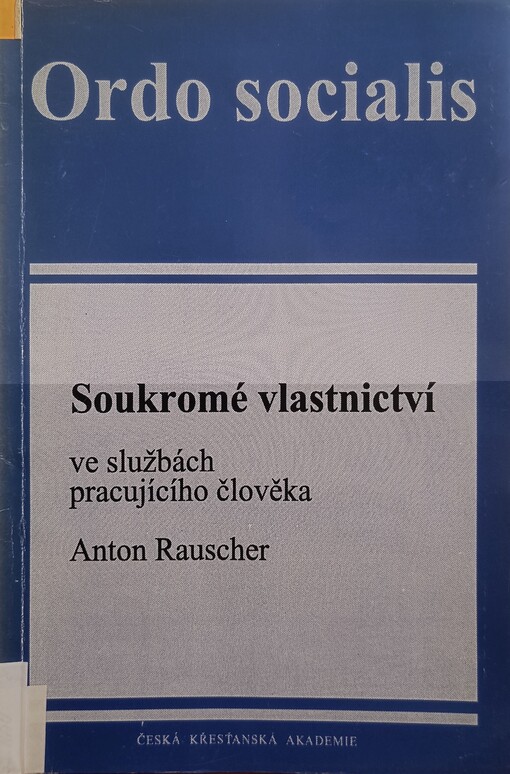 Ordo socialis
Soukromé vlastnictví
ve službách
pracujícího člověka
Anton Rauscher
ČESKÁ KŘESŤANSKÁ AKADEMIE